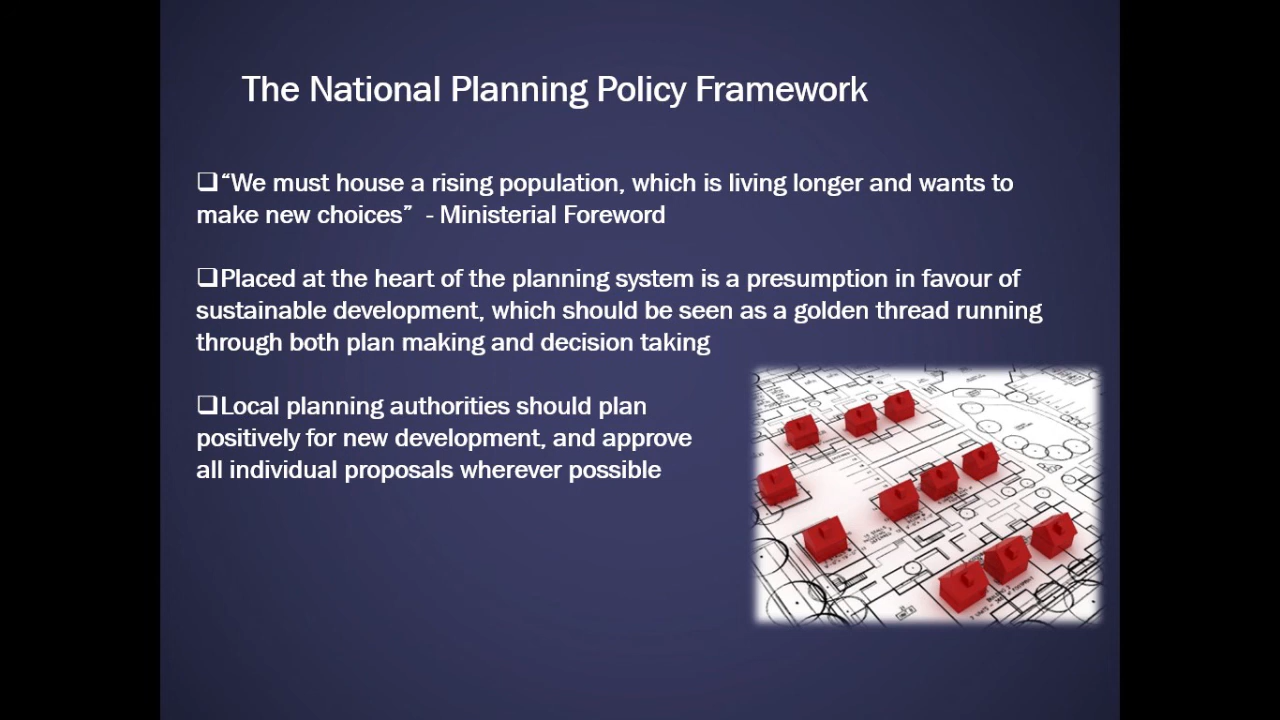 The National Planning Policy Framework
❑“We must house a rising population, which is living longer and wants to
make new choices”  - Ministerial Foreword
❑Placed at the heart of the planning system is a presumption in favour of
sustainable development, which should be seen as a golden thread running
through both plan making and decision taking
❑Local planning authorities should plan
positively for new development, and approve
all individual proposals wherever possible